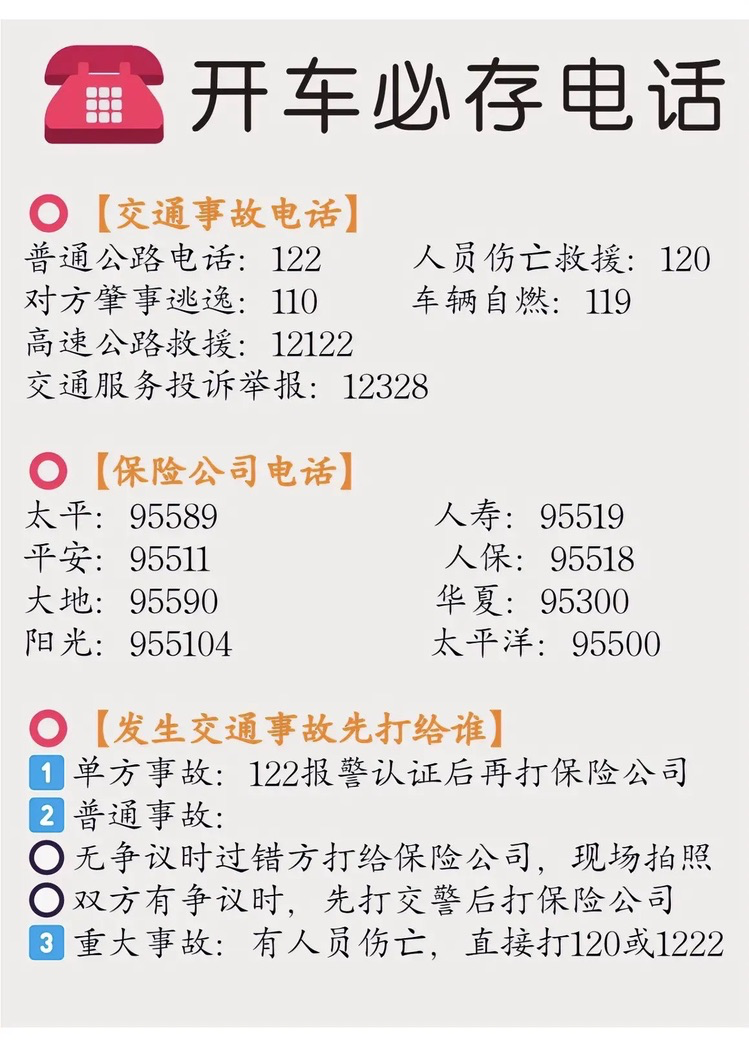 开车必存电话
【交通事故电话】
普通公路电话：122 人员伤亡救援：120
对方肇事逃逸：110 车辆自燃：119
高速公路救援：12122
交通服务投诉举报：12328
【保险公司电话】
太平：95589 人寿：95519
平安：95511 人保：95518
大地：95590 华夏：95300
阳光：955104 太平洋：95500
【发生交通事故先打给谁】
1 单方事故：122报警认证后再打保险公司
2 普通事故：
无争议时过错方打给保险公司，现场拍照
双方有争议时，先打交警后打保险公司
3 重大事故：有人员伤亡，直接打120或1222